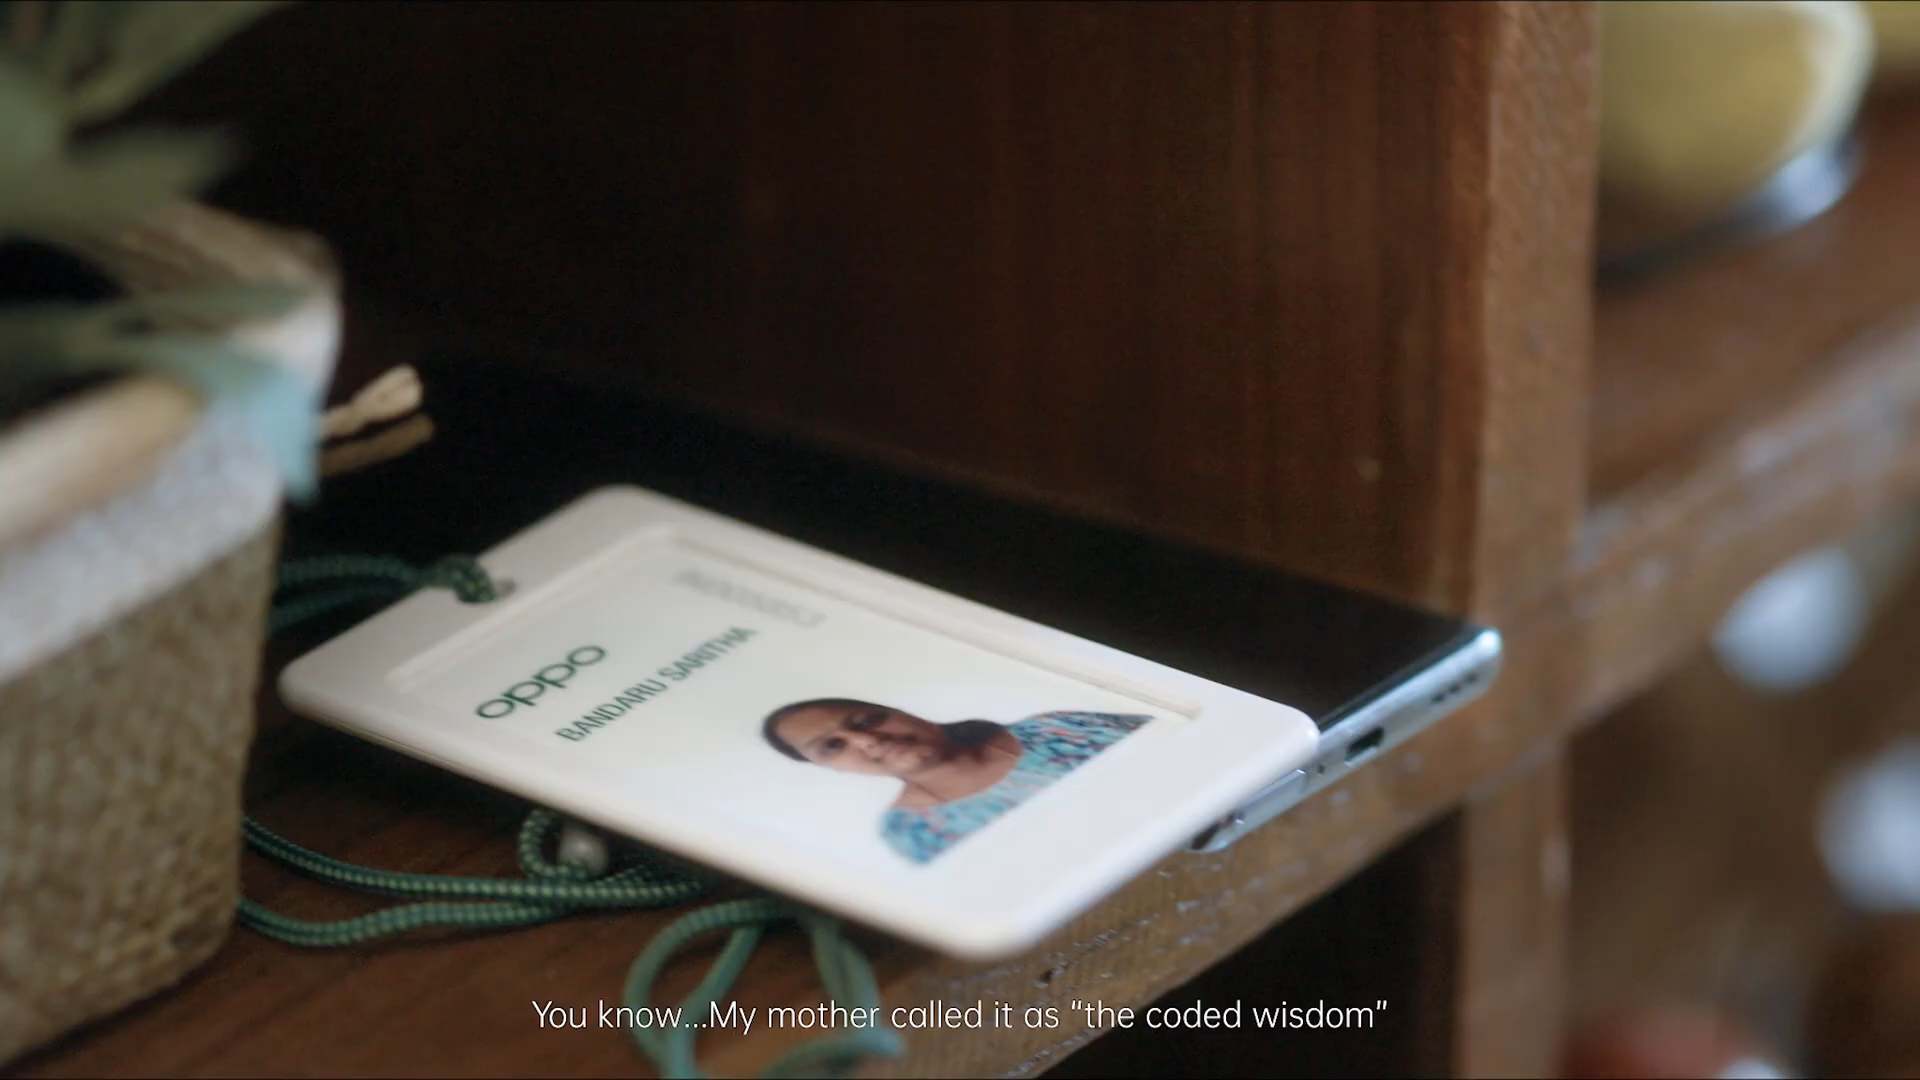 oppo
BANDARU SARITHA
You know...My mother called it as “the coded wisdom”